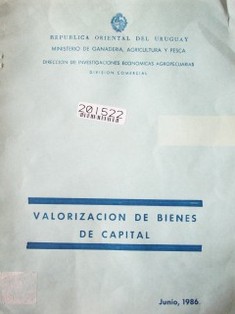 REPUBLICA ORIENTAL DEL URUGUAY
MINISTERIO DE GANADERIA, AGRICULTURA Y PESCA
DIRECCION DE INVESTIGACIONES ECONOMICAS AGROPECUARIAS
DIVISION COMERCIAL
201522
VALORIZACION DE BIENES
DE CAPITAL
Junio, 1986